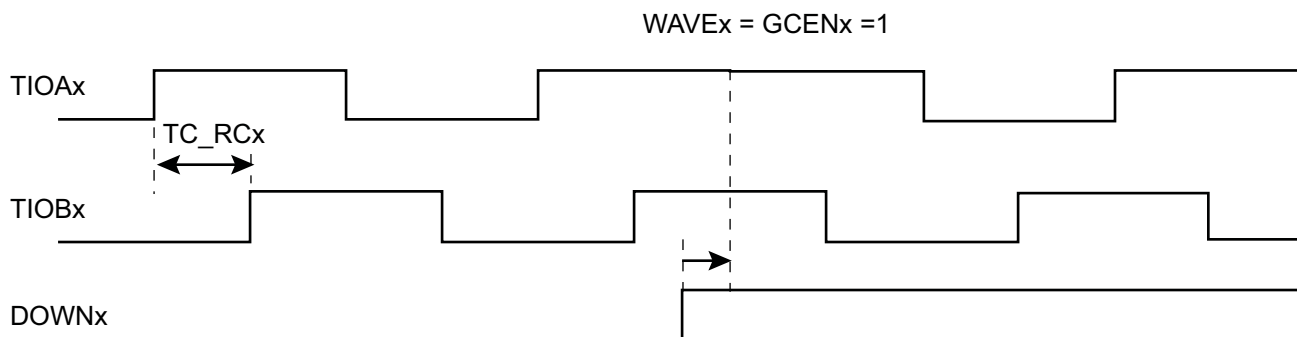 WAVEx = GCENx =1
TIOAx
TC_RCx
TIOBx
DOWNx